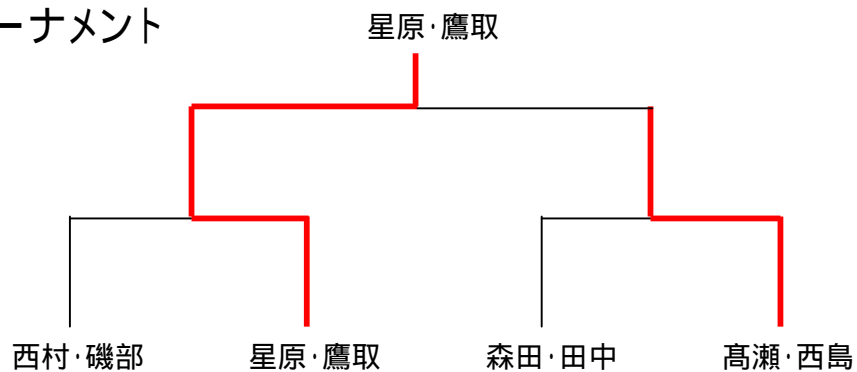 ーナメント
星原・鷹取
西村・磯部
星原・鷹取
森田・田中
髙瀬・西島